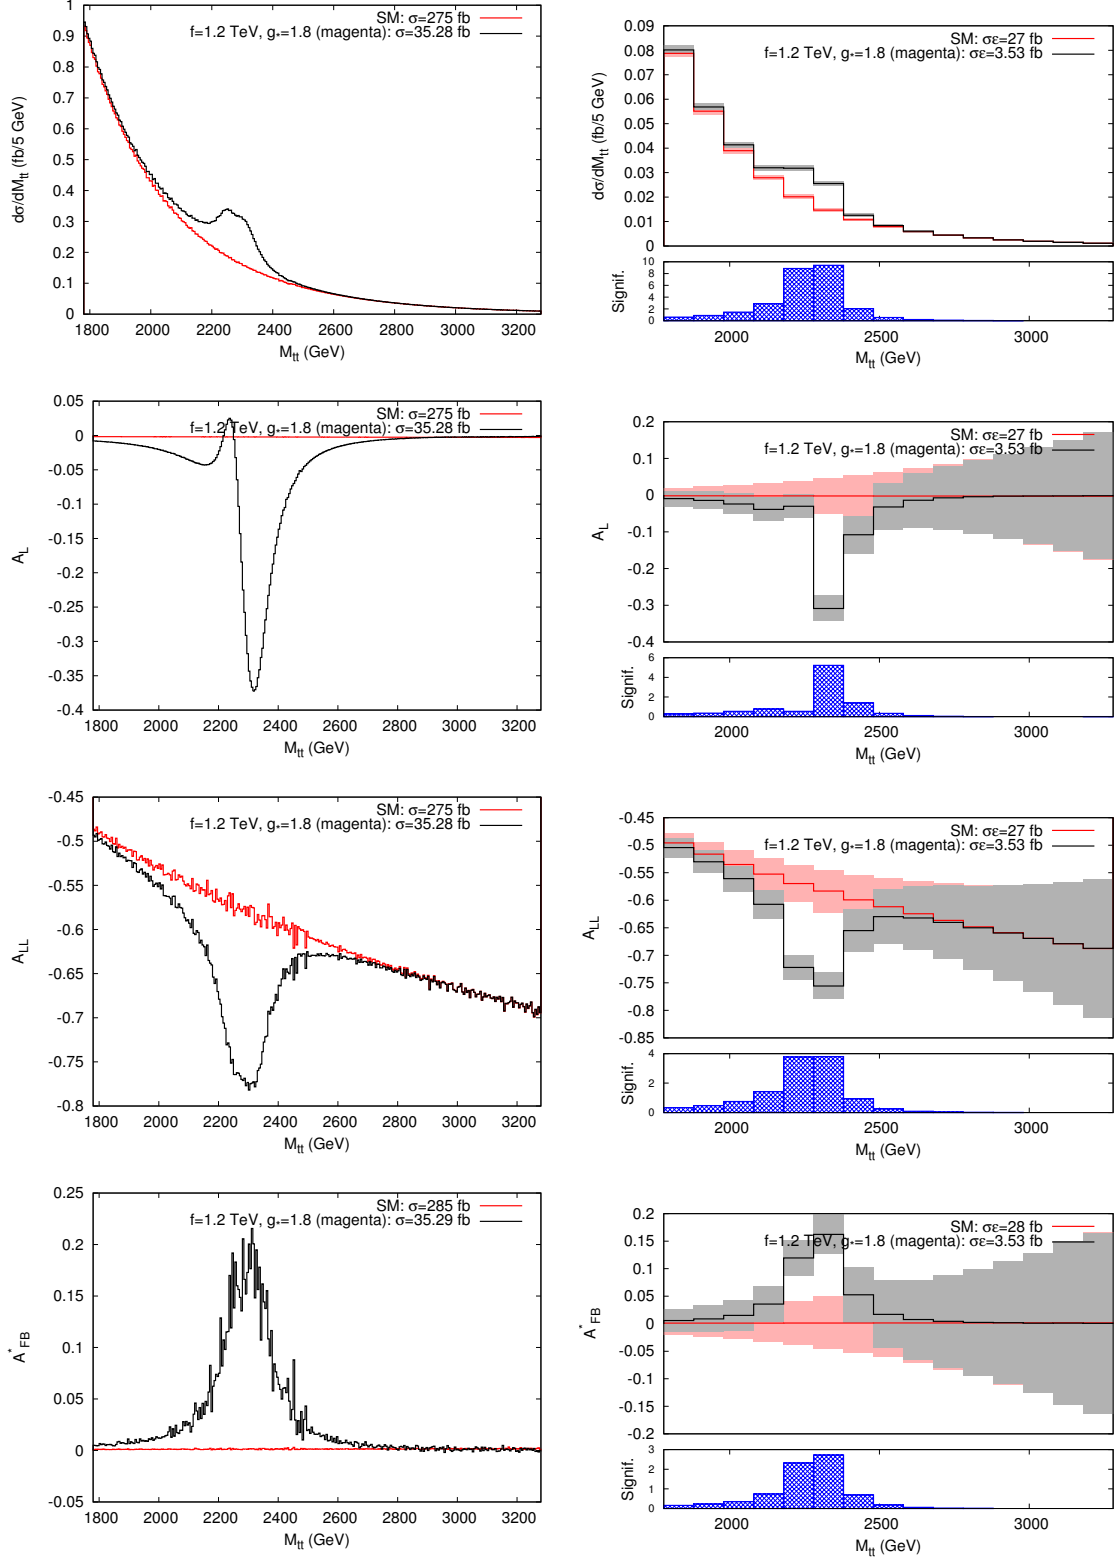 SM: σ=275 fb
f=1.2 TeV, g*=1.8 (magenta): σ=35.28 fb
dσ/dMtt (fb/5 GeV)
1
0.9
0.8
0.7
0.6
0.5
0.4
0.3
0.2
0.1
0
1800 2000 2200 2400 2600 2800 3000 3200
Mtt (GeV)
SM: σε=27 fb
f=1.2 TeV, g*=1.8 (magenta): σε=3.53 fb
dσ/dMtt (fb/5 GeV)
0.09
0.08
0.07
0.06
0.05
0.04
0.03
0.02
0.01
0
Signif.
10
8
6
4
2
0
2000 2500 3000
Mtt (GeV)
SM: σ=275 fb
f=1.2 TeV, g*=1.8 (magenta): σ=35.28 fb
AL
0.05
0
-0.05
-0.1
-0.15
-0.2
-0.25
-0.3
-0.35
-0.4
1800 2000 2200 2400 2600 2800 3000 3200
Mtt (GeV)
SM: σε=27 fb
f=1.2 TeV, g*=1.8 (magenta): σε=3.53 fb
AL
0.2
0.1
0
-0.1
-0.2
-0.3
-0.4
Signif.
6
4
2
0
2000 2500 3000
Mtt (GeV)
SM: σ=275 fb
f=1.2 TeV, g*=1.8 (magenta): σ=35.28 fb
ALL
-0.45
-0.5
-0.55
-0.6
-0.65
-0.7
-0.75
-0.8
1800 2000 2200 2400 2600 2800 3000 3200
Mtt (GeV)
SM: σε=27 fb
f=1.2 TeV, g*=1.8 (magenta): σε=3.53 fb
ALL
-0.45
-0.5
-0.55
-0.6
-0.65
-0.7
-0.75
-0.8
-0.85
Signif.
4
2
0
2000 2500 3000
Mtt (GeV)
SM: σ=285 fb
f=1.2 TeV, g*=1.8 (magenta): σ=35.29 fb
A*FB
0.25
0.2
0.15
0.1
0.05
0
-0.05
1800 2000 2200 2400 2600 2800 3000 3200
Mtt (GeV)
SM: σε=28 fb
f=1.2 TeV, g*=1.8 (magenta): σε=3.53 fb
A*FB
0.2
0.15
0.1
0.05
0
-0.05
-0.1
-0.15
-0.2
Signif.
3
2
1
0
2000 2500 3000
Mtt (GeV)